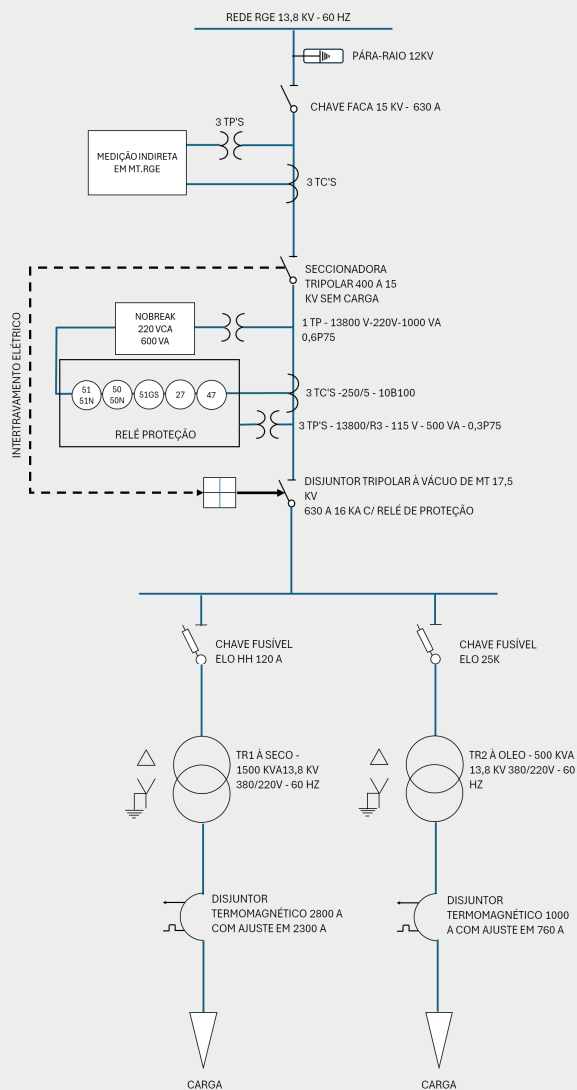 REDE RGE 13,8 KV - 60 HZ
PÁRA-RAIO 12KV
CHAVE FACA 15 KV - 630 A
3 TP'S
MEDIÇÃO INDIRETA
EM MT.RGE
3 TC'S
SECCIONADORA
TRIPOLAR 400 A 15
KV SEM CARGA
INTERTRAVAMENTO ELÉTRICO
NOBREAK
220 VCA
600 VA
1 TP - 13800 V-220V-1000 VA
0,6P75
51
51N
50
50N
51GS
27
47
RELÉ PROTEÇÃO
3 TC'S -250/5 - 10B100
3 TP'S - 13800/R3 - 115 V - 500 VA - 0,3P75
DISJUNTOR TRIPOLAR À VÁCUO DE MT 17,5
KV
630 A 16 KA C/ RELÉ DE PROTEÇÃO
CHAVE FUSÍVEL
ELO HH 120 A
CHAVE FUSÍVEL
ELO 25K
TR1 À SECO -
1500 KVA13,8 KV
380/220V - 60 HZ
TR2 À OLEO - 500 KVA
13,8 KV 380/220V - 60
HZ
DISJUNTOR
TERMOMAGNÉTICO 2800 A
COM AJUSTE EM 2300 A
DISJUNTOR
TERMOMAGNÉTICO 1000
A COM AJUSTE EM 760 A
CARGA
CARGA